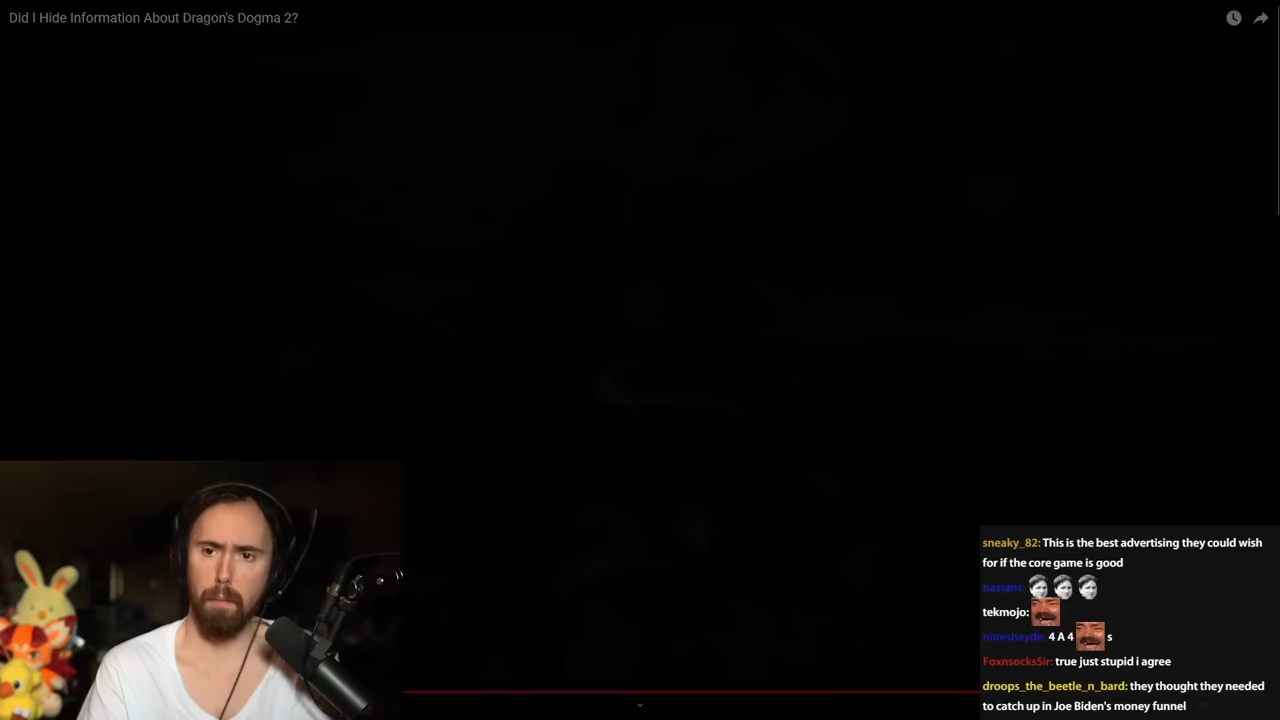 Did I Hide Information About Dragon's Dogma 2?
sneaky_82: This is the best advertising they could wish
for if the core game is good
bazians:
tekmojo:
miteshayde: 4 A 4 s
FoxnsocksSir: true just stupid i agree
droops_the_beetle_n_bard: they thought they needed
to catch up in Joe Biden's money funnel